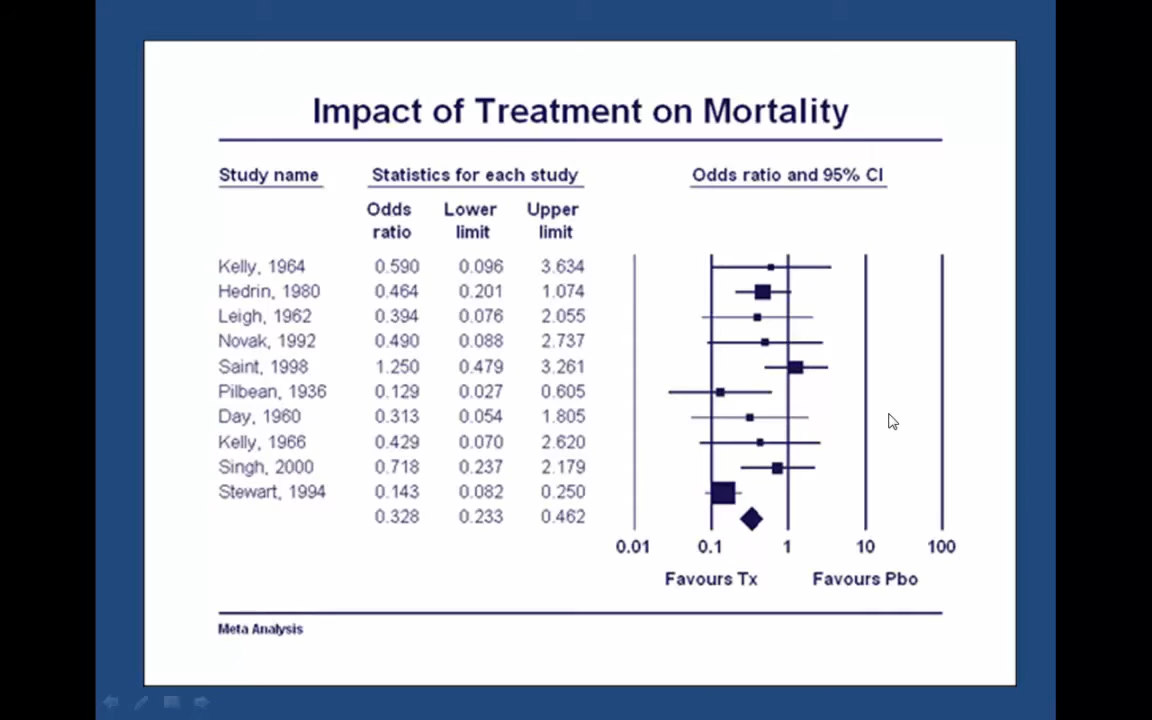 Impact of Treatment on Mortality
Study name Statistics for each study Odds ratio and 95% CI
Odds ratio Lower limit Upper limit
Kelly, 1964 0.590 0.096 3.634
Hedrin, 1980 0.464 0.201 1.074
Leigh, 1962 0.394 0.076 2.055
Novak, 1992 0.490 0.088 2.737
Saint, 1998 1.250 0.479 3.261
Pilbean, 1936 0.129 0.027 0.605
Day, 1960 0.313 0.054 1.805
Kelly, 1966 0.429 0.070 2.620
Singh, 2000 0.718 0.237 2.179
Stewart, 1994 0.143 0.082 0.250
0.328 0.233 0.462
0.01 0.1 1 10 100
Favours Tx Favours Pbo
Meta Analysis